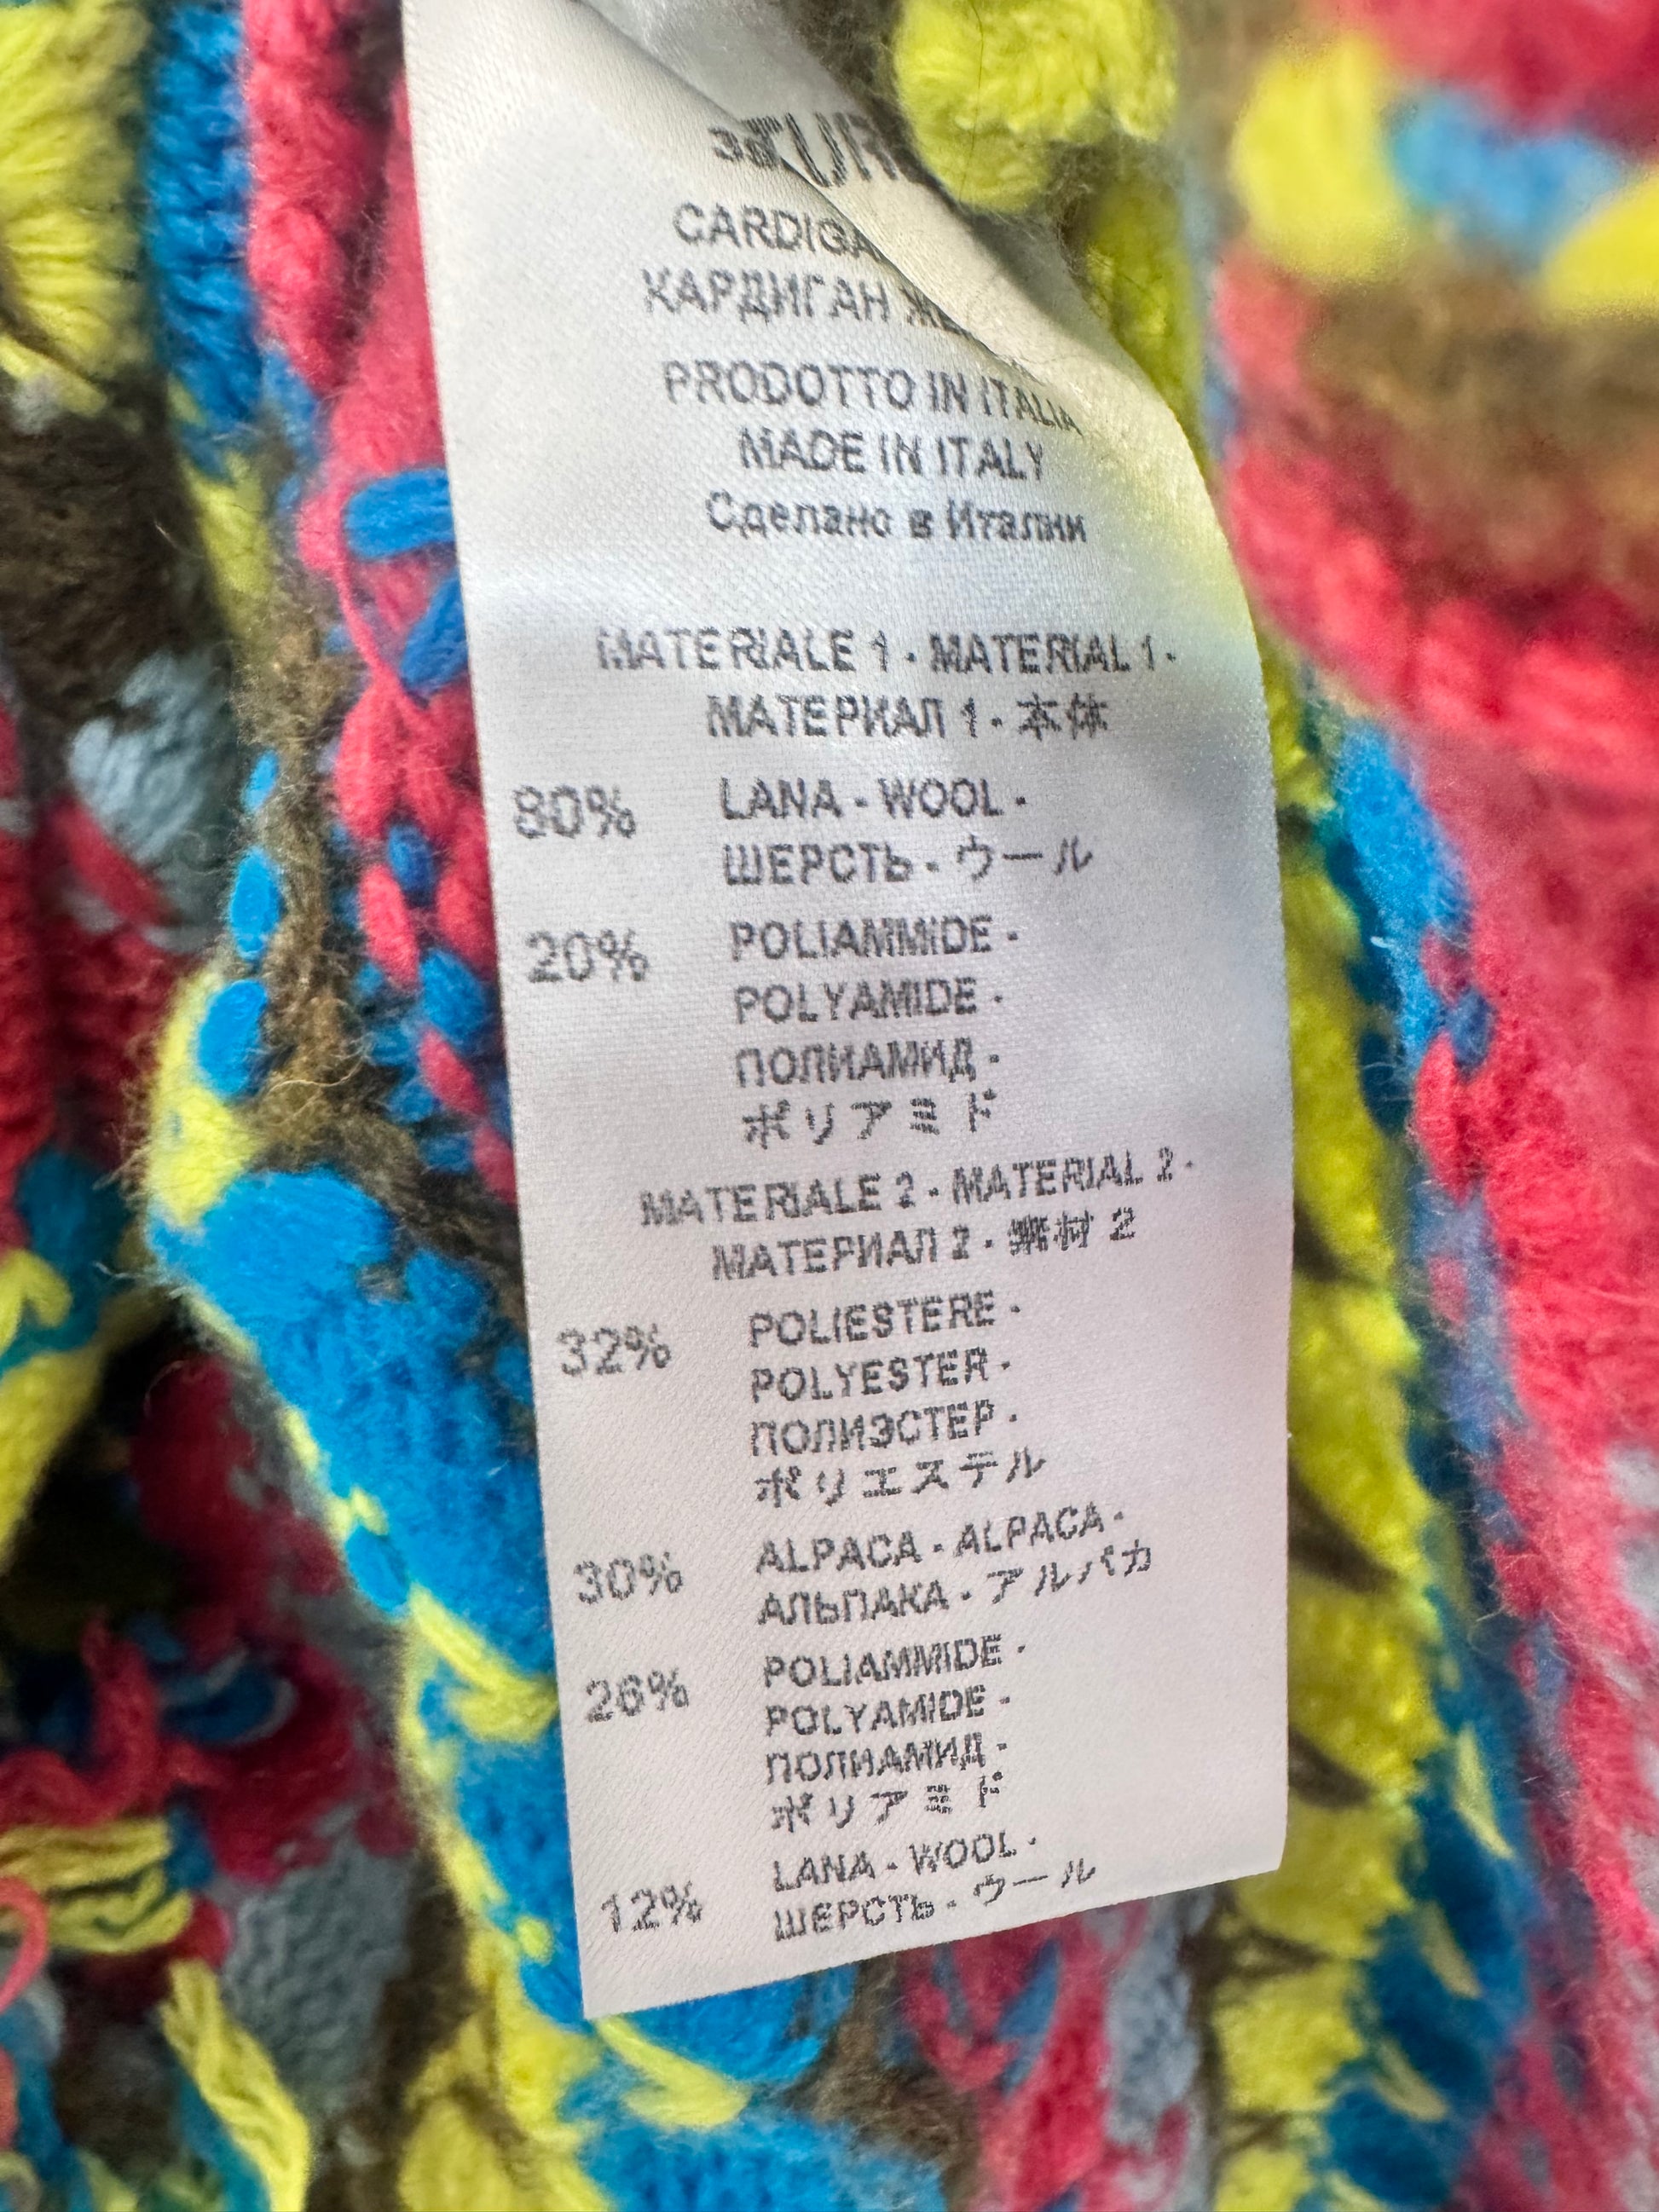 CARDIGA
КАРДИГАН
PRODOTTO IN ITALIA
MADE IN ITALY
Сделано в Италии
MATERIALE 1 - MATERIAL 1 -
МАТЕРИАЛ 1 - 本体
80% LANA - WOOL -
ШЕРСТЬ - ウール
20% POLIAMMIDE -
POLYAMIDE -
ПОЛИАМИД -
ポリアミド
MATERIALE 2 - MATERIAL 2 -
МАТЕРИАЛ 2 - 素材 2
32% POLIESTERE -
POLYESTER -
ПОЛИЭСТЕР -
ポリエステル
30% ALPACA - ALPACA -
АЛЬПАКА - アルパカ
26% POLIAMMIDE -
POLYAMIDE -
ПОЛИАМИД -
ポリアミド
12% LANA - WOOL -
ШЕРСТЬ - ウール